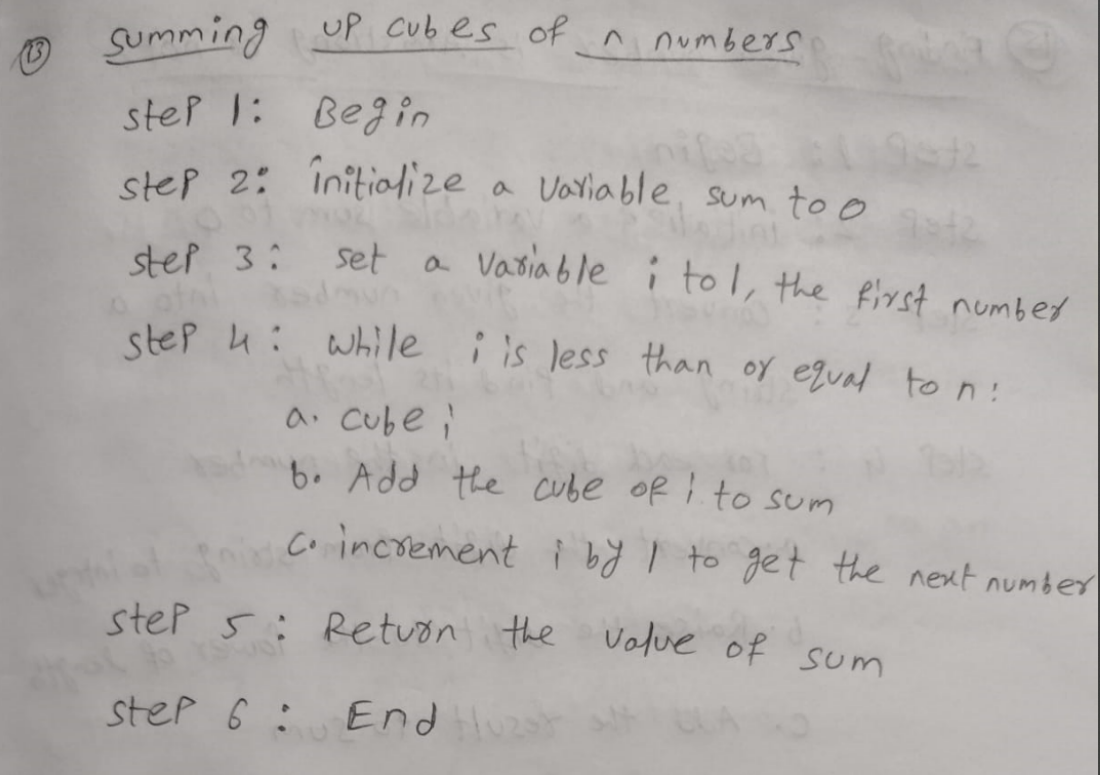 13 summing up cubes of n numbers
step 1: Begin
step 2: initialize a variable, sum to 0
step 3: set a variable i to 1, the first number
step 4: while i is less than or equal to n:
a. cube i
b. Add the cube of i to sum
c. increment i by 1 to get the next number
step 5: Return the value of sum
step 6: End